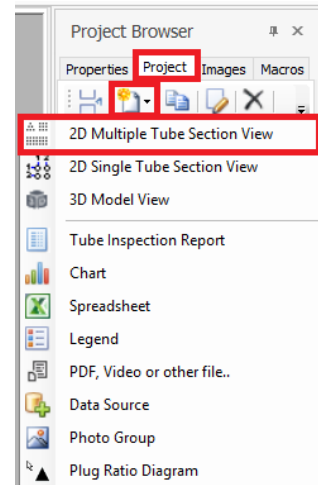 Project Browser
Properties Project Images Macros
2D Multiple Tube Section View
2D Single Tube Section View
3D Model View
Tube Inspection Report
Chart
Spreadsheet
Legend
PDF, Video or other file..
Data Source
Photo Group
Plug Ratio Diagram